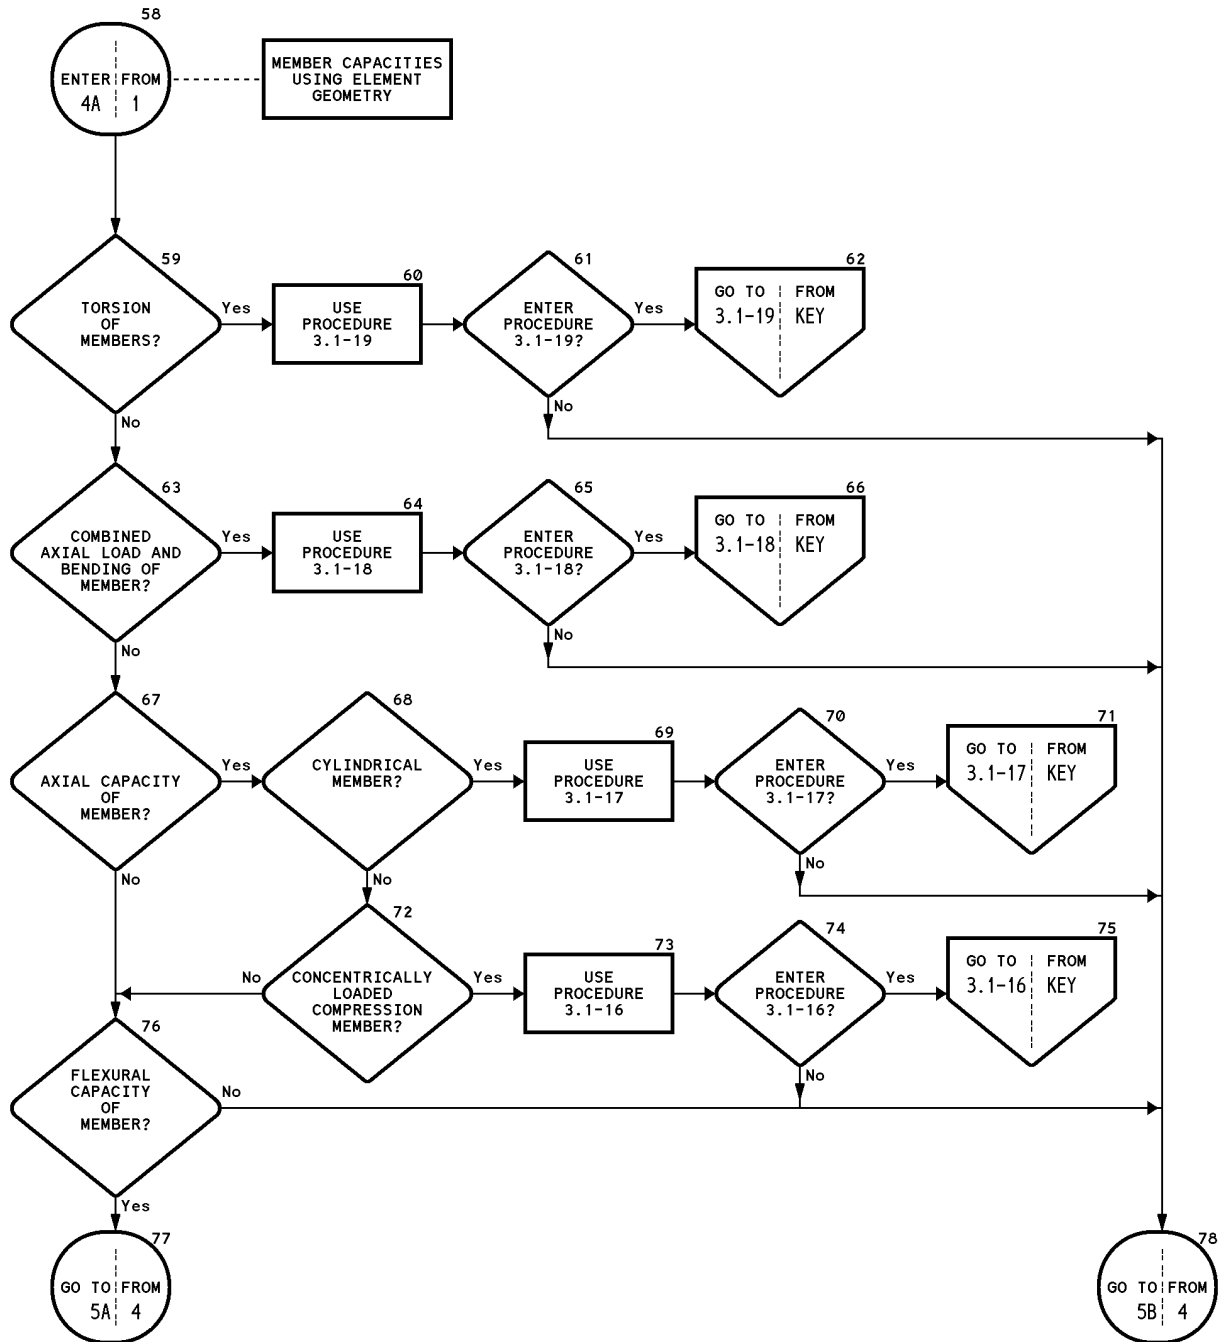 58
ENTER FROM
4A 1
MEMBER CAPACITIES
USING ELEMENT
GEOMETRY
59
TORSION
OF
MEMBERS?
Yes
No
60
USE
PROCEDURE
3.1-19
61
ENTER
PROCEDURE
3.1-19?
Yes
No
62
GO TO FROM
3.1-19 KEY
63
COMBINED
AXIAL LOAD AND
BENDING OF
MEMBER?
Yes
No
64
USE
PROCEDURE
3.1-18
65
ENTER
PROCEDURE
3.1-18?
Yes
No
66
GO TO FROM
3.1-18 KEY
67
AXIAL CAPACITY
OF
MEMBER?
Yes
No
68
CYLINDRICAL
MEMBER?
Yes
No
69
USE
PROCEDURE
3.1-17
70
ENTER
PROCEDURE
3.1-17?
Yes
No
71
GO TO FROM
3.1-17 KEY
72
CONCENTRICALLY
LOADED
COMPRESSION
MEMBER?
No
Yes
73
USE
PROCEDURE
3.1-16
74
ENTER
PROCEDURE
3.1-16?
Yes
No
75
GO TO FROM
3.1-16 KEY
76
FLEXURAL
CAPACITY
OF
MEMBER?
No
Yes
77
GO TO FROM
5A 4
78
GO TO FROM
5B 4